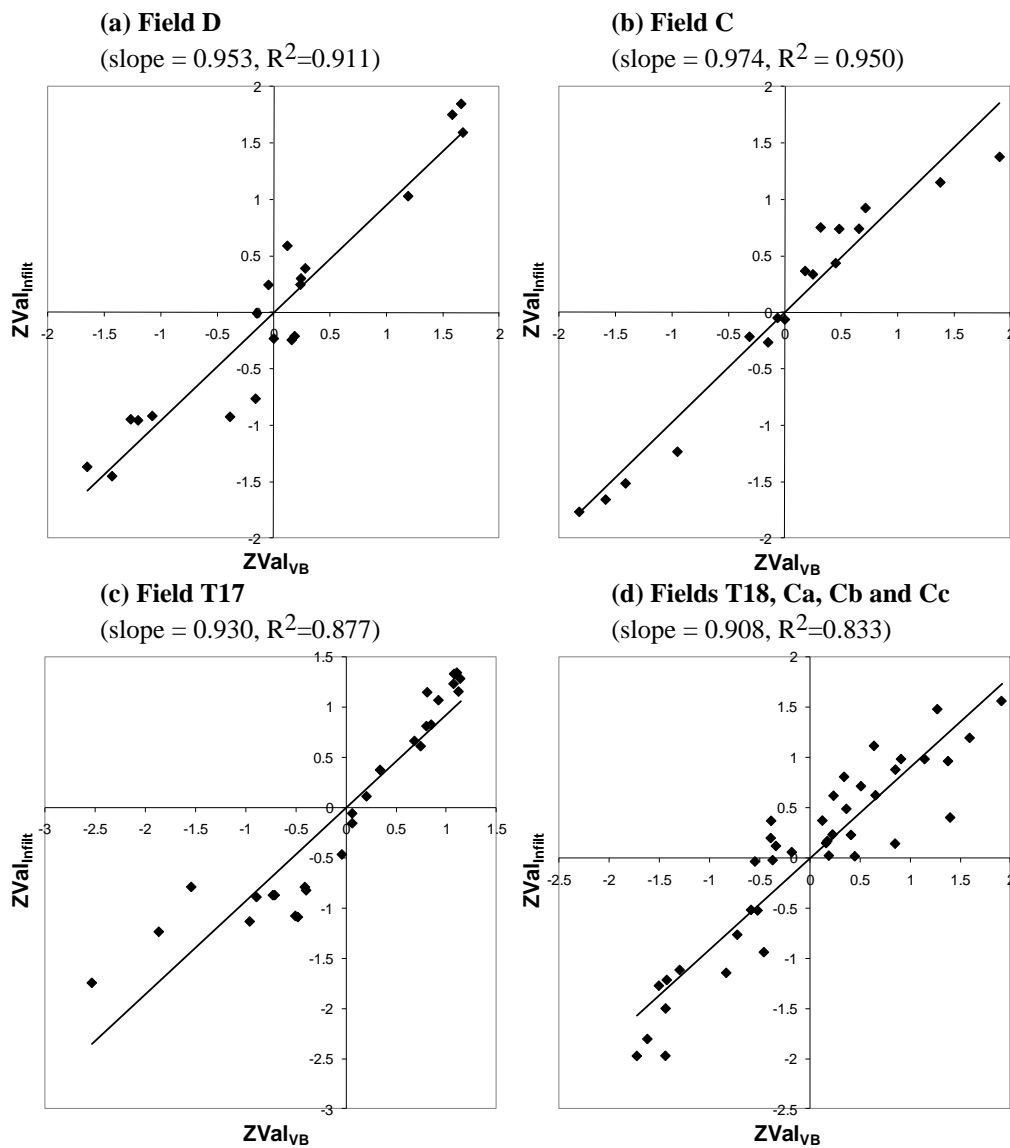 (a) Field D
(slope = 0.953, R2=0.911)
2
1.5
1
0.5
0
-2 -1.5 -1 -0.5 0 0.5 1 1.5 2
-0.5
-1
-1.5
-2
ZValInfilt
ZValVB
(b) Field C
(slope = 0.974, R2 = 0.950)
2
1.5
1
0.5
0
-2 -1.5 -1 -0.5 0 0.5 1 1.5 2
-0.5
-1
-1.5
-2
ZValInfilt
ZValVB
(c) Field T17
(slope = 0.930, R2=0.877)
1.5
1
0.5
0
-3 -2.5 -2 -1.5 -1 -0.5 0 0.5 1 1.5
-0.5
-1
-1.5
-2
-2.5
-3
ZValInfilt
ZValVB
(d) Fields T18, Ca, Cb and Cc
(slope = 0.908, R2=0.833)
2
1.5
1
0.5
0
-2.5 -2 -1.5 -1 -0.5 0 0.5 1 1.5 2
-0.5
-1
-1.5
-2
-2.5
ZValInfilt
ZValVB